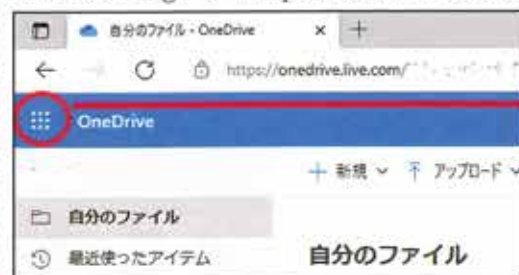 自分のファイル - OneDrive
https://onedrive.live.com/
OneDrive
新規
アップロード
自分のファイル
最近使ったアイテム
自分のファイル